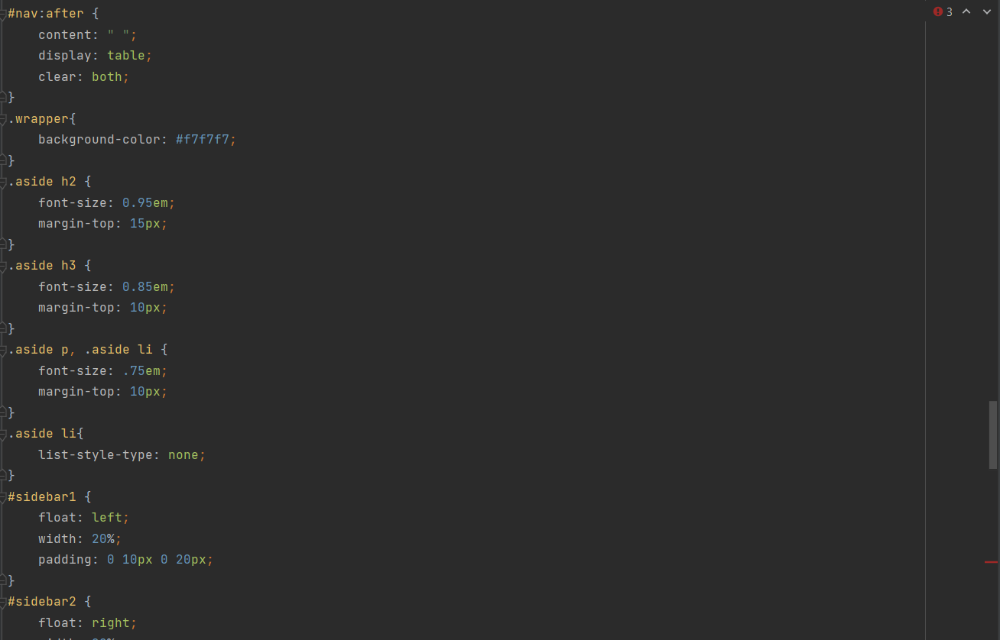 #nav:after {
    content: " ";
    display: table;
    clear: both;
}
.wrapper{
    background-color: #f7f7f7;
}
.aside h2 {
    font-size: 0.95em;
    margin-top: 15px;
}
.aside h3 {
    font-size: 0.85em;
    margin-top: 10px;
}
.aside p, .aside li {
    font-size: .75em;
    margin-top: 10px;
}
.aside li{
    list-style-type: none;
}
#sidebar1 {
    float: left;
    width: 20%;
    padding: 0 10px 0 20px;
}
#sidebar2 {
    float: right;
3